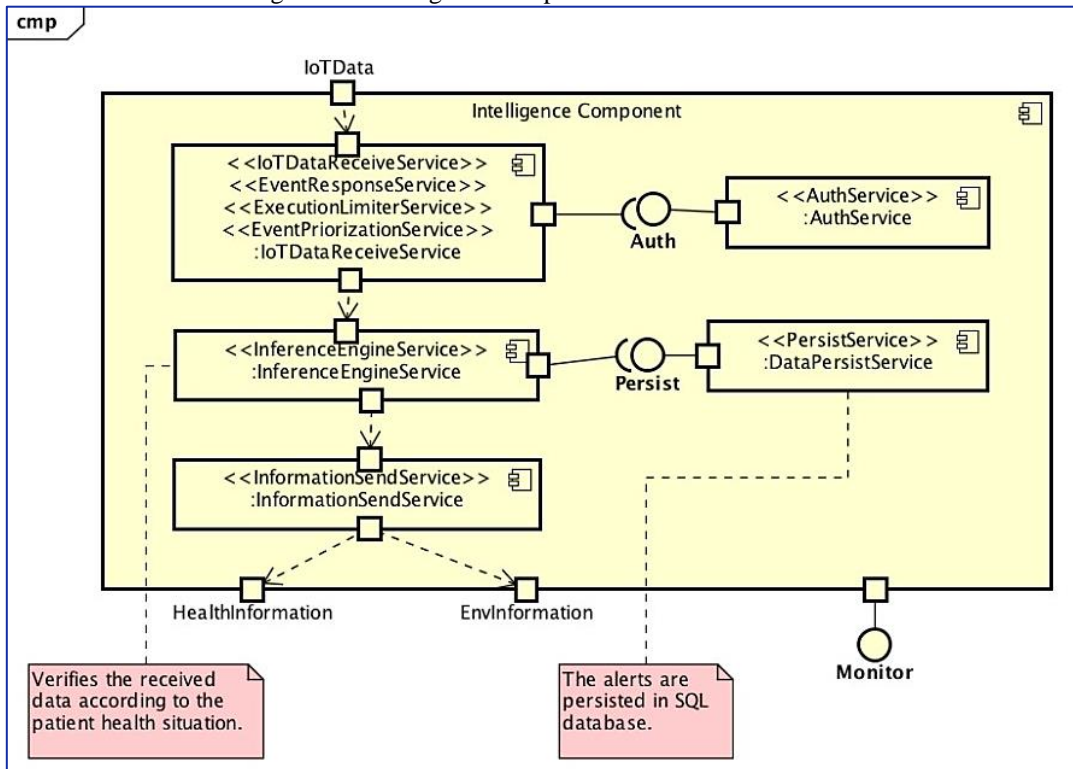 cmp
IoTData
Intelligence Component
<<IoTDataReceiveService>>
<<EventResponseService>>
<<ExecutionLimiterService>>
<<EventPriorizationService>>
:IoTDataReceiveService
Auth
<<AuthService>>
:AuthService
<<InferenceEngineService>>
:InferenceEngineService
Persist
<<PersistService>>
:DataPersistService
<<InformationSendService>>
:InformationSendService
HealthInformation
EnvInformation
Monitor
Verifies the received
data according to the
patient health situation.
The alerts are
persisted in SQL
database.